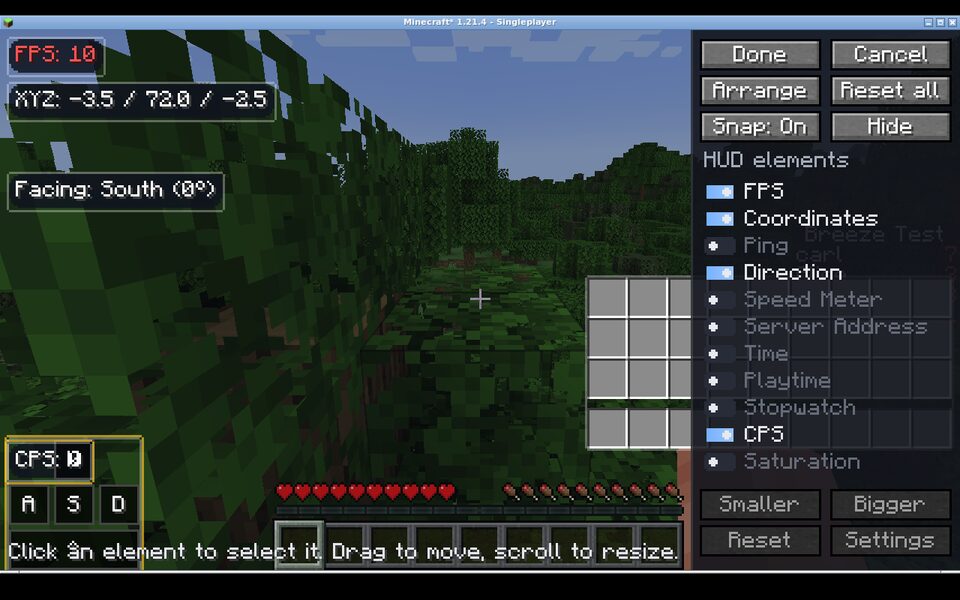 Minecraft* 1.21.4 - Singleplayer
FPS: 10
XYZ: -3.5 / 72.0 / -2.5
Facing: South (0°)
CPS: 0
A S D
Click an element to select it. Drag to move, scroll to resize.
Done Cancel
Arrange Reset all
Snap: On Hide
HUD elements
FPS
Coordinates
Breeze Test
Ping
carl
Direction
Speed Meter
Server Address
Time
Playtime
Stopwatch
CPS
Saturation
Smaller Bigger
Reset Settings